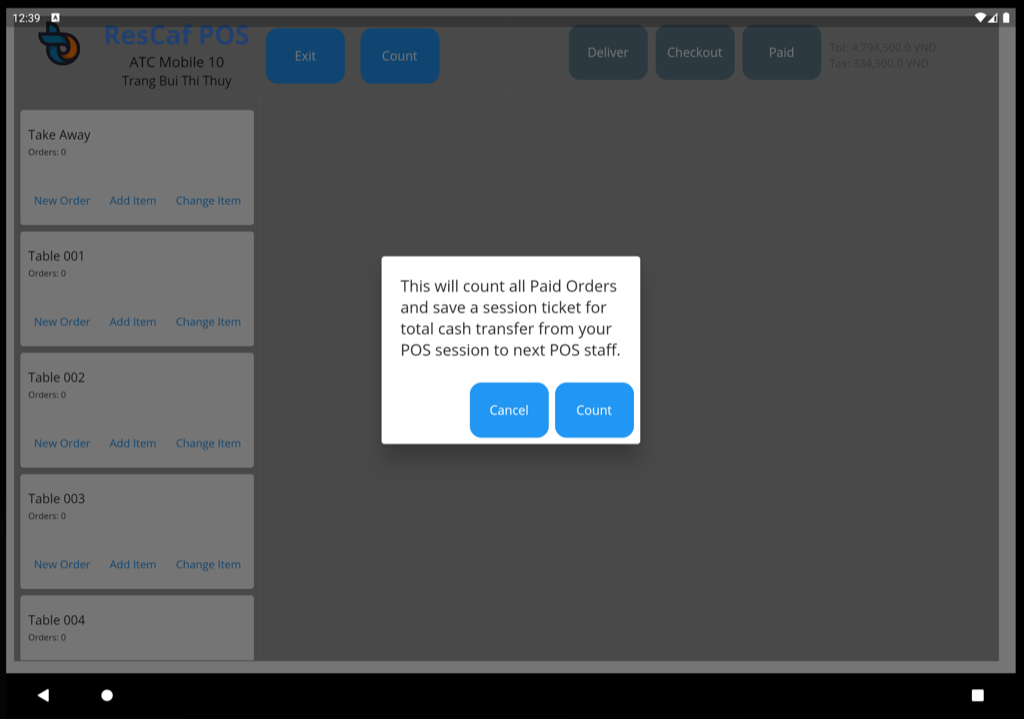 12:39
ResCaf POS
ATC Mobile 10
Trang Bui Thi Thuy
Exit
Count
Deliver
Checkout
Paid
Tot: 4,794,500.0 VND
Tax: 334,500.0 VND
Take Away
Orders: 0
New Order Add Item Change Item
Table 001
Orders: 0
New Order Add Item Change Item
Table 002
Orders: 0
New Order Add Item Change Item
Table 003
Orders: 0
New Order Add Item Change Item
Table 004
Orders: 0
This will count all Paid Orders
and save a session ticket for
total cash transfer from your
POS session to next POS staff.
Cancel
Count